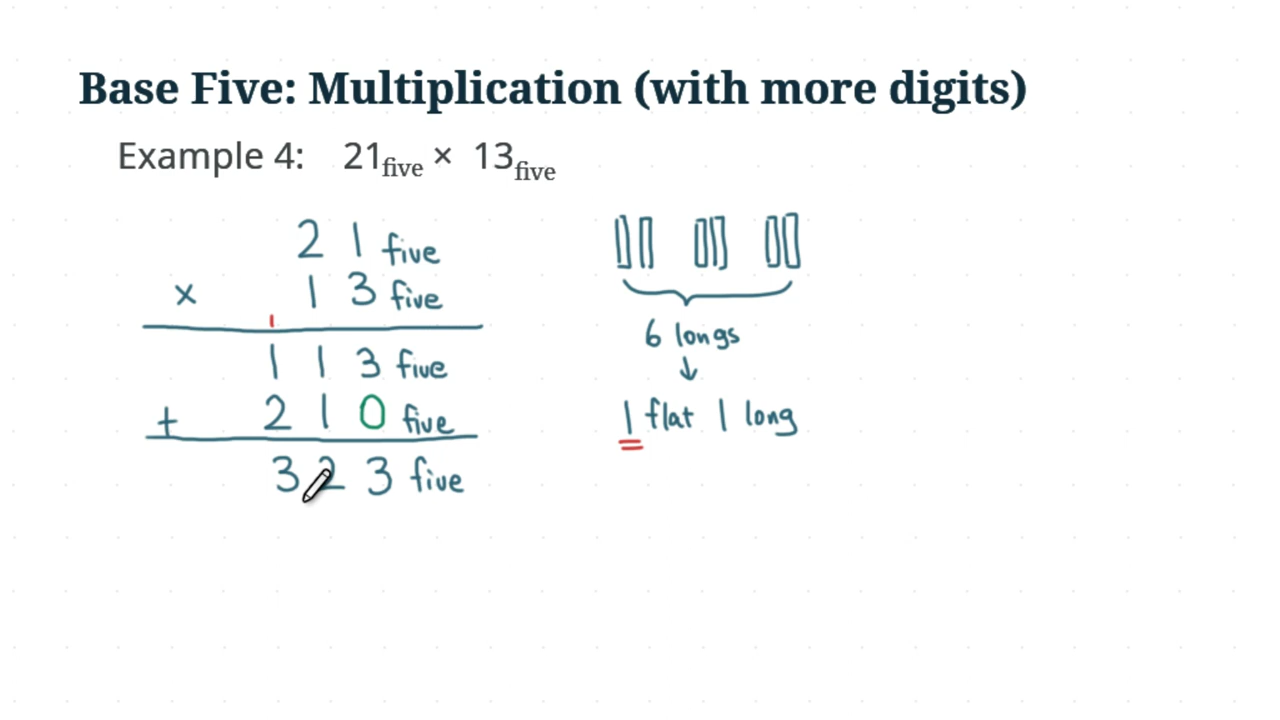 Base Five: Multiplication (with more digits)
Example 4: 21five × 13five
2 1 five
x 1 3 five
1
1 1 3 five
+ 2 1 0 five
3 2 3 five
6 longs
↓
1 flat 1 long